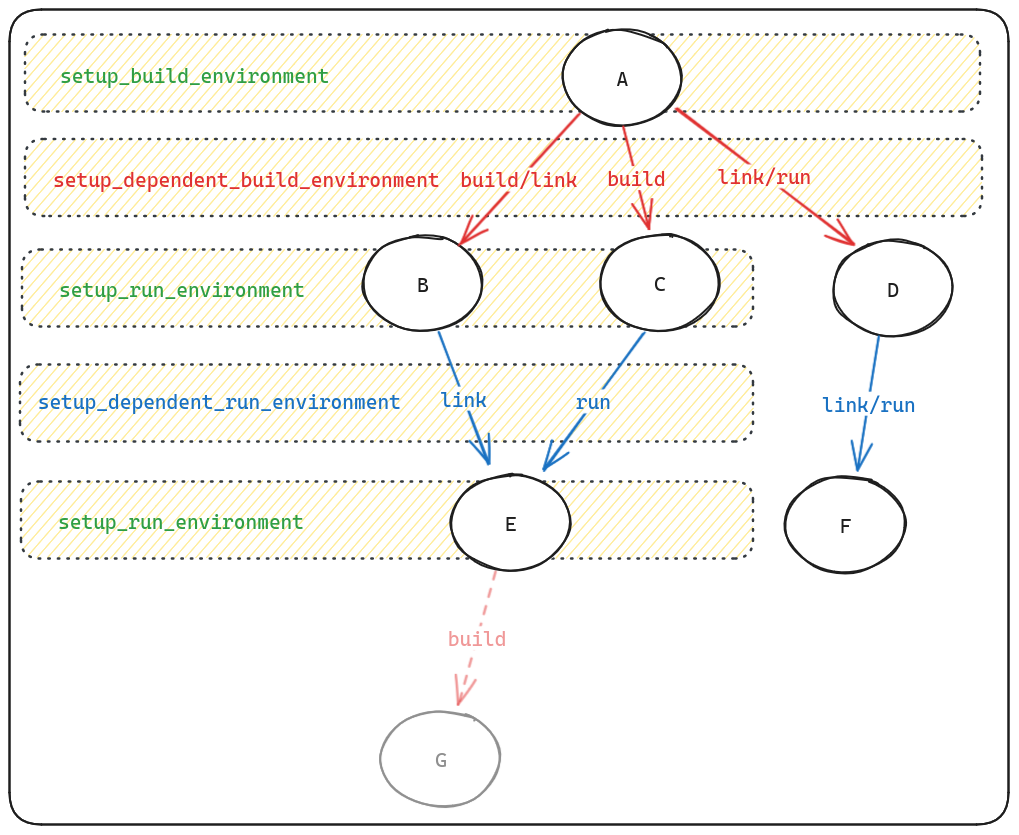 A
setup_build_environment
setup_dependent_build_environment
build/link
build
link/run
setup_run_environment
B
C
D
setup_dependent_run_environment
link
run
link/run
setup_run_environment
E
F
build
G